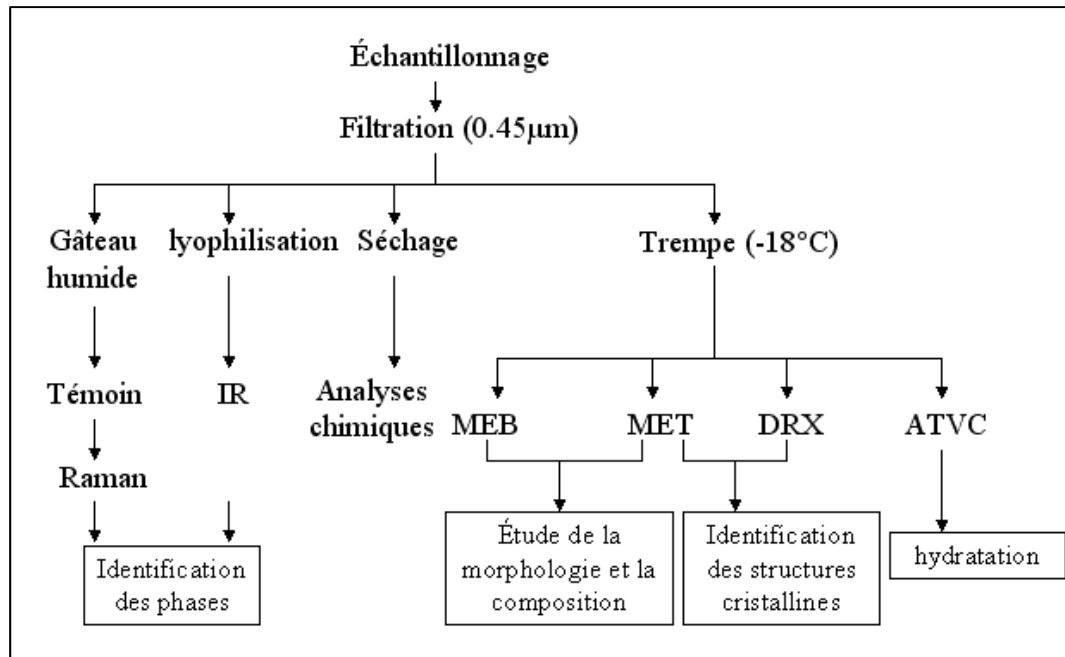 Échantillonnage
Filtration (0.45µm)
Gâteau
humide
lyophilisation
Séchage
Trempe (-18°C)
Témoin
IR
Analyses
chimiques
MEB
MET
DRX
ATVC
Raman
Identification
des phases
Étude de la
morphologie et la
composition
Identification
des structures
cristallines
hydratation